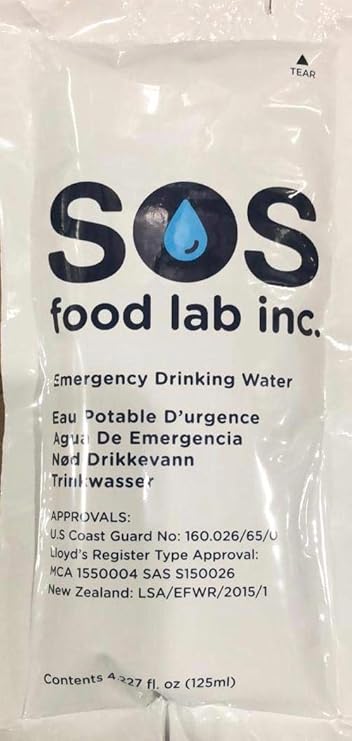 ▲
TEAR
SOS
food lab inc.
Emergency Drinking Water
Eau Potable D'urgence
Agua De Emergencia
Nød Drikkevann
Trinkwasser
APPROVALS:
U.S Coast Guard No: 160.026/65/0
Lloyd's Register Type Approval:
MCA 1550004 SAS S150026
New Zealand: LSA/EFWR/2015/1
Contents 4.227 fl. oz (125ml)